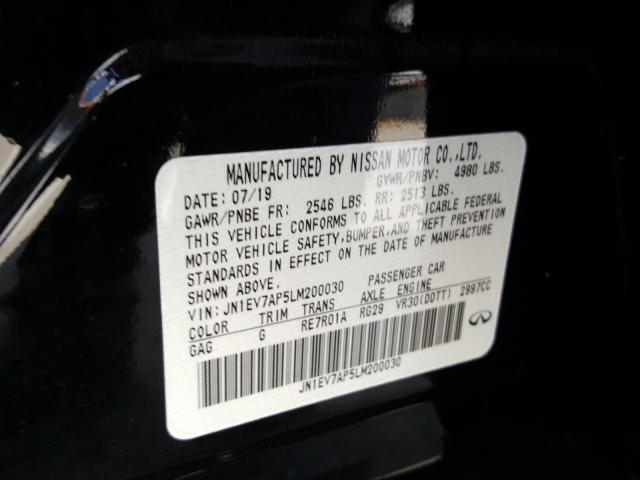 MANUFACTURED BY NISSAN MOTOR CO.,LTD.
DATE: 07/19 GVWR/PNBV: 4980 LBS.
GAWR/PNBE FR: 2546 LBS. RR: 2513 LBS.
THIS VEHICLE CONFORMS TO ALL APPLICABLE FEDERAL
MOTOR VEHICLE SAFETY,BUMPER,AND THEFT PREVENTION
STANDARDS IN EFFECT ON THE DATE OF MANUFACTURE
SHOWN ABOVE.
VIN:JN1EV7AP5LM200030 PASSENGER CAR
COLOR TRIM TRANS AXLE ENGINE
GAG G RE7R01A RG29 VR30(DDTT) 2997CC
JN1EV7AP5LM200030